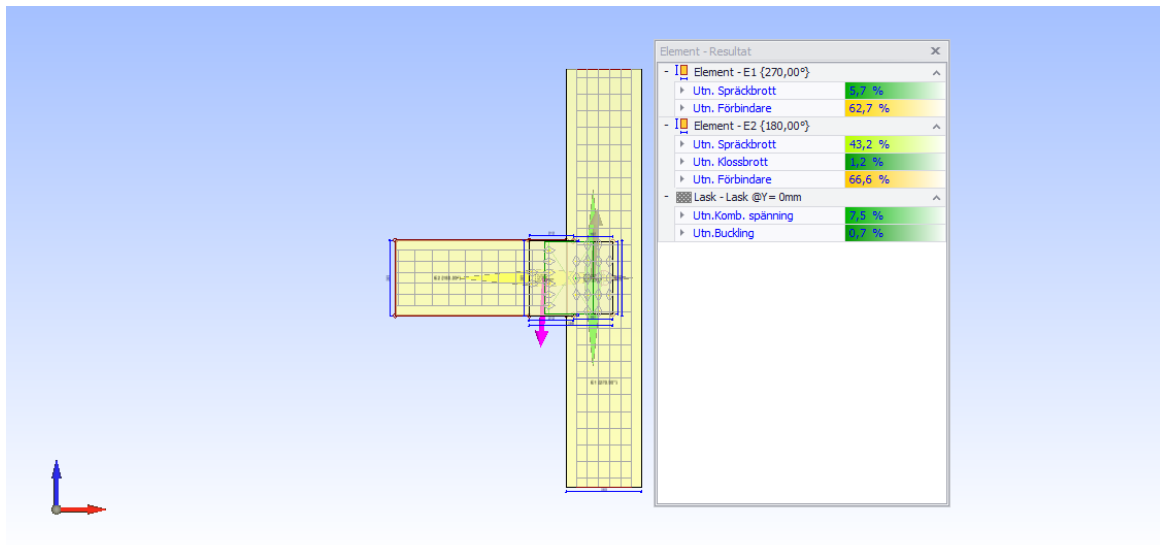 Element - Resultat
- Element - E1 {270,00°}
Utn. Spräckbrott 5,7 %
Utn. Förbindare 62,7 %
- Element - E2 {180,00°}
Utn. Spräckbrott 43,2 %
Utn. Klossbrott 1,2 %
Utn. Förbindare 66,6 %
- Lask - Lask @Y= 0mm
Utn.Komb. spänning 7,5 %
Utn.Buckling 0,7 %